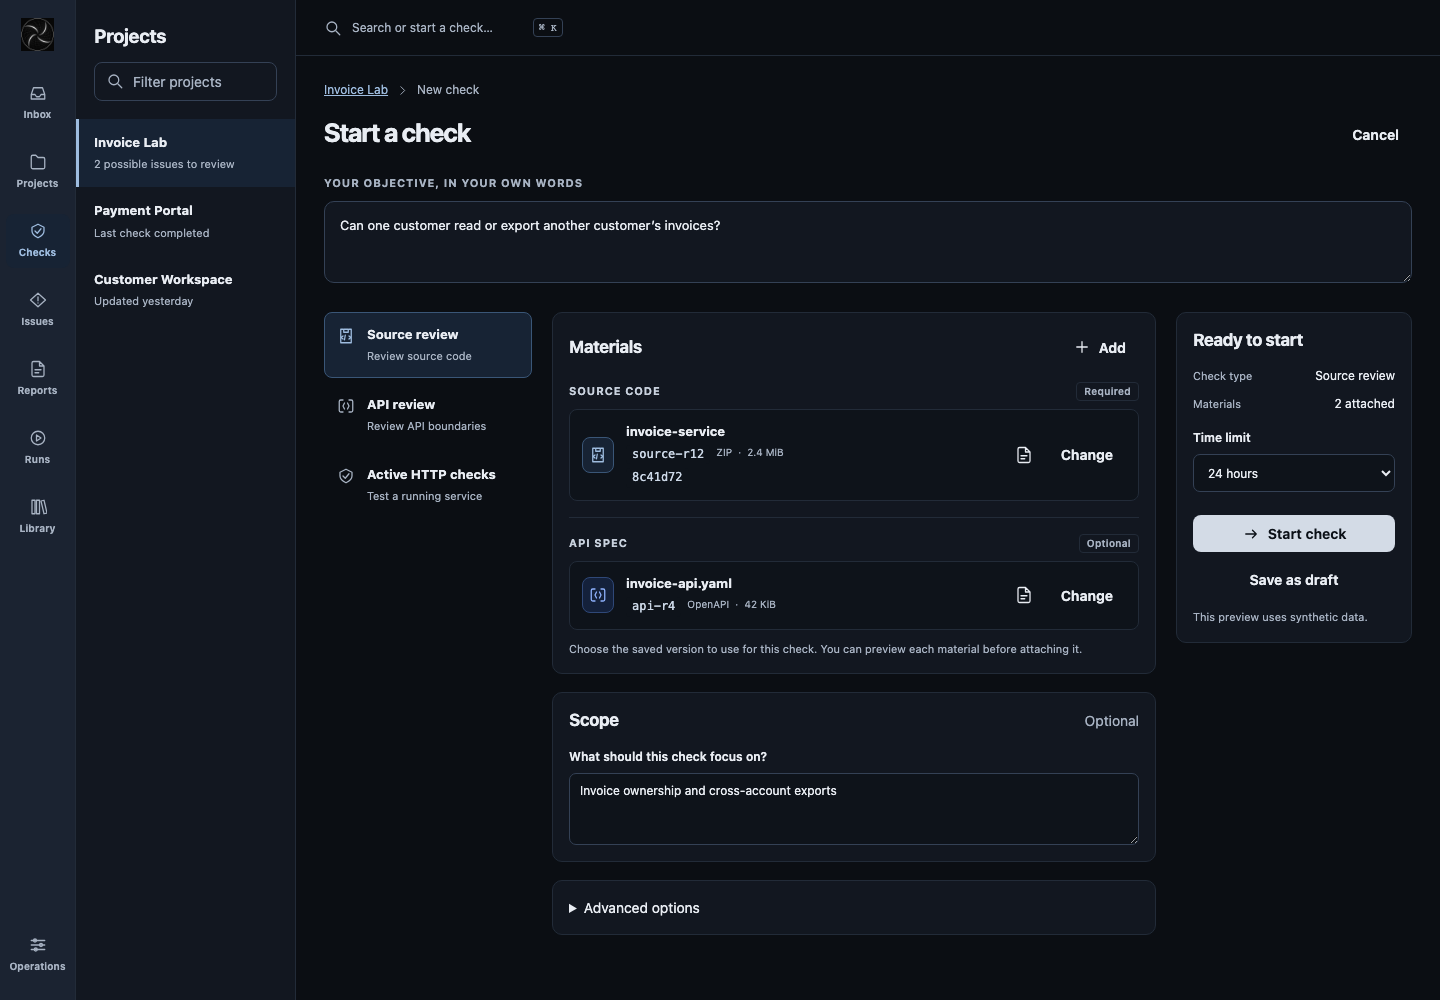 Projects
Filter projects
Inbox
Projects
Checks
Issues
Reports
Runs
Library
Operations
Invoice Lab
2 possible issues to review
Payment Portal
Last check completed
Customer Workspace
Updated yesterday
Search or start a check...
⌘ K
Invoice Lab > New check
Start a check
Cancel
YOUR OBJECTIVE, IN YOUR OWN WORDS
Can one customer read or export another customer’s invoices?
Source review
Review source code
API review
Review API boundaries
Active HTTP checks
Test a running service
Materials
+ Add
SOURCE CODE
Required
invoice-service
source-r12 ZIP · 2.4 MiB
8c41d72
Change
API SPEC
Optional
invoice-api.yaml
api-r4 OpenAPI · 42 KiB
Change
Choose the saved version to use for this check. You can preview each material before attaching it.
Scope
Optional
What should this check focus on?
Invoice ownership and cross-account exports
Advanced options
Ready to start
Check type Source review
Materials 2 attached
Time limit
24 hours
→ Start check
Save as draft
This preview uses synthetic data.